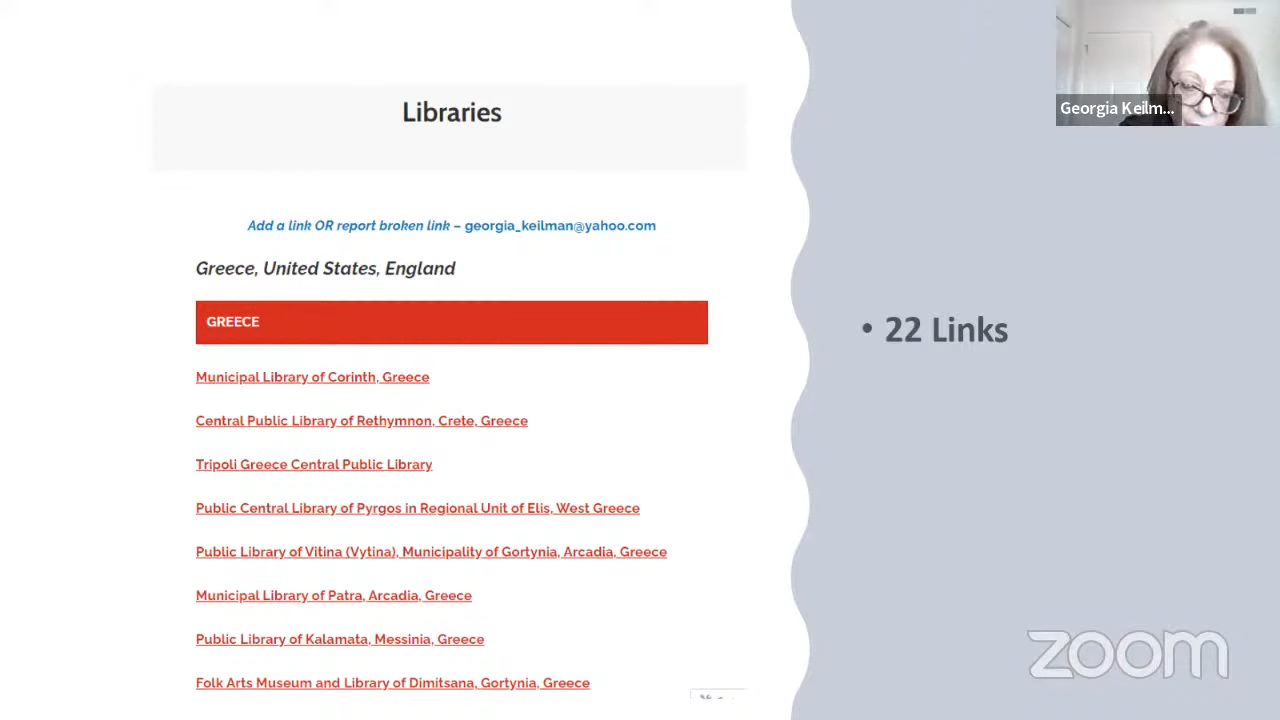 Libraries
Add a link OR report broken link – georgia_keilman@yahoo.com
Greece, United States, England
GREECE
Municipal Library of Corinth, Greece
Central Public Library of Rethymnon, Crete, Greece
Tripoli Greece Central Public Library
Public Central Library of Pyrgos in Regional Unit of Elis, West Greece
Public Library of Vitina (Vytina), Municipality of Gortynia, Arcadia, Greece
Municipal Library of Patra, Arcadia, Greece
Public Library of Kalamata, Messinia, Greece
Folk Arts Museum and Library of Dimitsana, Gortynia, Greece
• 22 Links
Georgia Keilm...
zoom